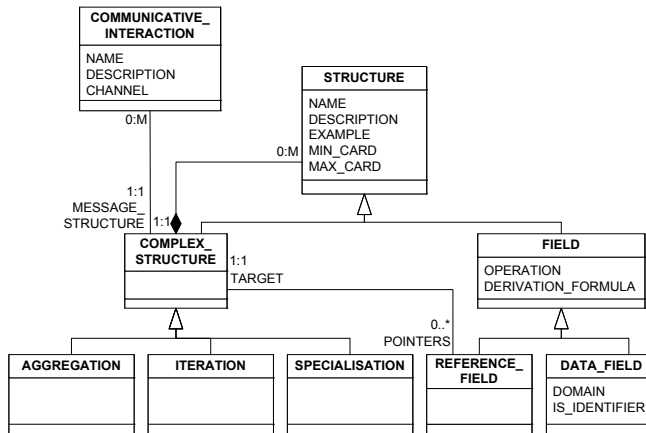 COMMUNICATIVE_
INTERACTION
NAME
DESCRIPTION
CHANNEL
0:M
STRUCTURE
NAME
DESCRIPTION
EXAMPLE
MIN_CARD
MAX_CARD
0:M
1:1
MESSAGE_
STRUCTURE
1:1
COMPLEX_
STRUCTURE
1:1
TARGET
FIELD
OPERATION
DERIVATION_FORMULA
0..*
POINTERS
AGGREGATION
ITERATION
SPECIALISATION
REFERENCE_
FIELD
DATA_FIELD
DOMAIN
IS_IDENTIFIER